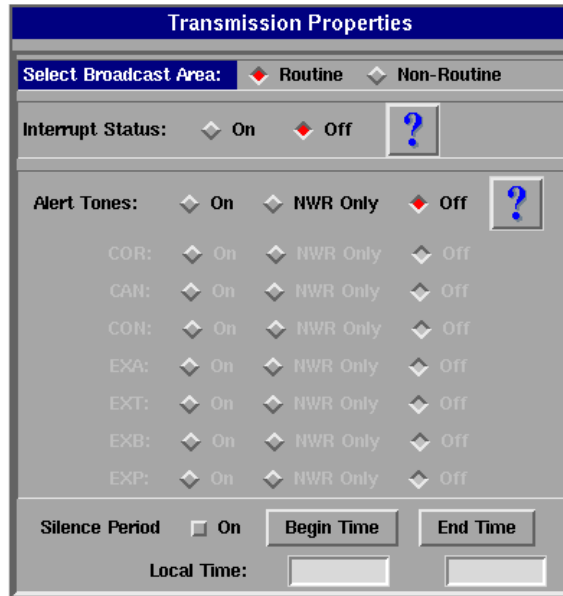 Transmission Properties
Select Broadcast Area: Routine Non-Routine
Interrupt Status: On Off ?
Alert Tones: On NWR Only Off ?
COR: On NWR Only Off
CAN: On NWR Only Off
CON: On NWR Only Off
EXA: On NWR Only Off
EXT: On NWR Only Off
EXB: On NWR Only Off
EXP: On NWR Only Off
Silence Period On Begin Time End Time
Local Time: